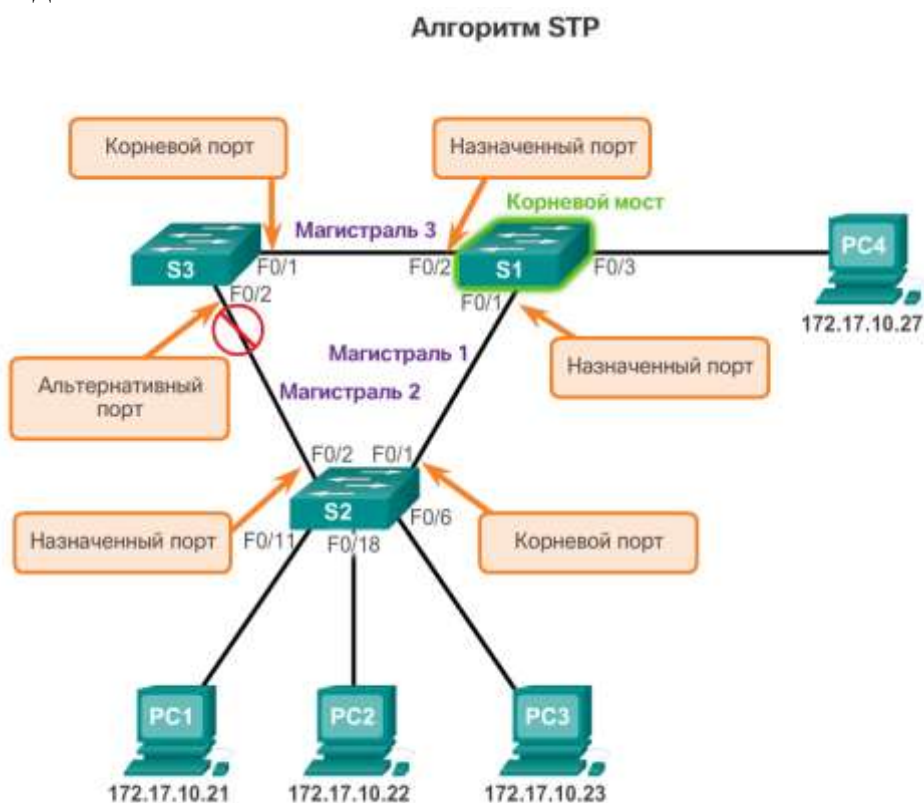 Алгоритм STP
Корневой порт
Назначенный порт
Корневой мост
Магистраль 3
S3
F0/1
F0/2
S1
F0/3
PC4
F0/2
F0/1
172.17.10.27
Магистраль 1
Альтернативный
порт
Назначенный порт
Магистраль 2
F0/2
F0/1
S2
F0/6
Назначенный порт
F0/11
F0/18
Корневой порт
PC1
PC2
PC3
172.17.10.21
172.17.10.22
172.17.10.23